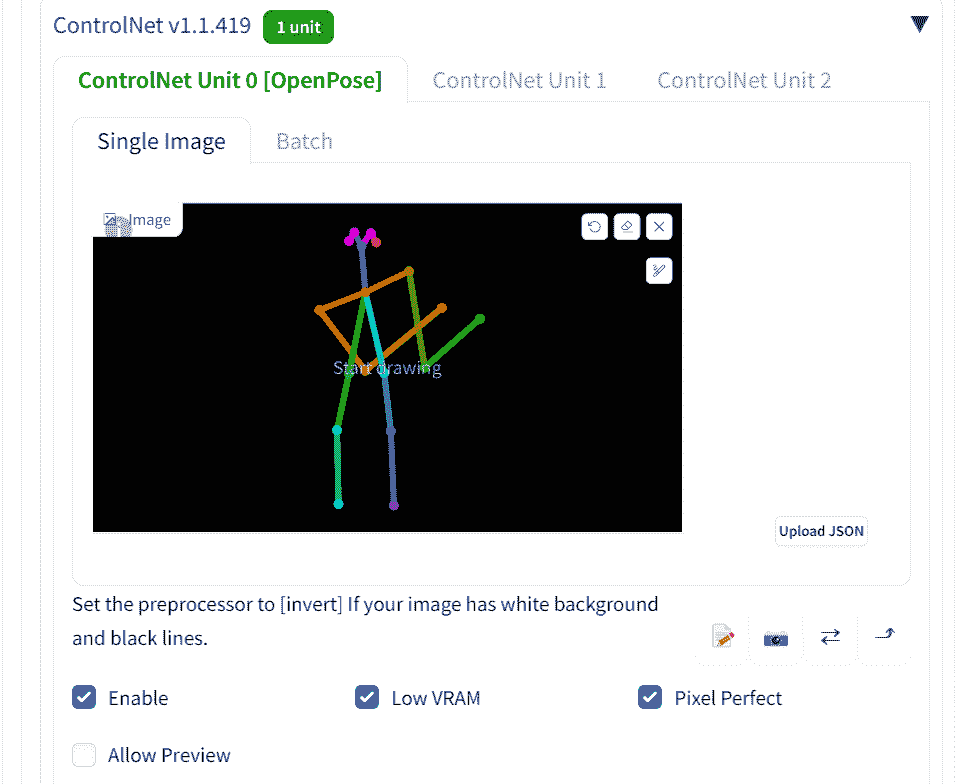 ControlNet v1.1.419 1 unit
ControlNet Unit 0 [OpenPose] ControlNet Unit 1 ControlNet Unit 2
Single Image Batch
Image
Start drawing
Upload JSON
Set the preprocessor to [invert] If your image has white background
and black lines.
Enable Low VRAM Pixel Perfect
Allow Preview